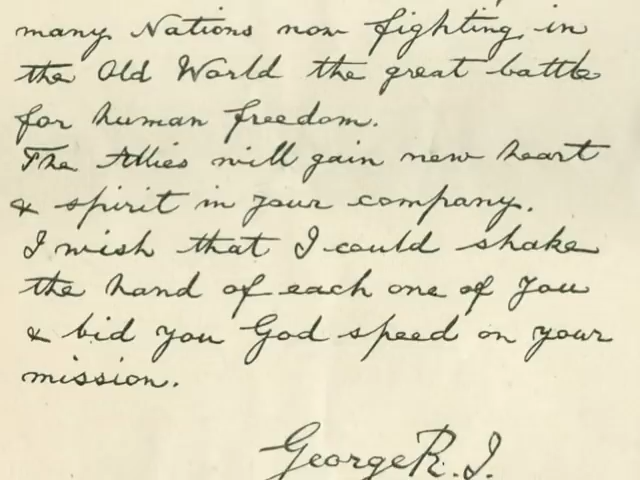 many Nations now fighting in
the Old World the great battle
for human freedom.
The Allies will gain new heart
& spirit in your company.
I wish that I could shake
the hand of each one of you
& bid you God speed on your
mission.
George R.I.